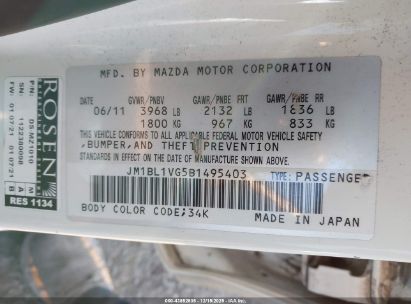 MFD. BY MAZDA MOTOR CORPORATION
GVWR/PNBV GAWR/PNBE FRT GAWR/PNBE RR
06/11 3968 LB 2132 LB 1836 LB
1800 KG 967 KG 833 KG
THIS VEHICLE CONFORMS TO ALL APPLICABLE FEDERAL MOTOR VEHICLE SAFETY
,BUMPER,AND THEFT PREVENTION
STANDARDS IN EFFECT ON THE DATE OF MANUFACTURE SHOWN ABOVE.
JM1BL1VG5B1495403 TYPE: PASSENGER
BODY COLOR CODE: 34K
MADE IN JAPAN
ROSEN
P/N:
S/N
RES 1134